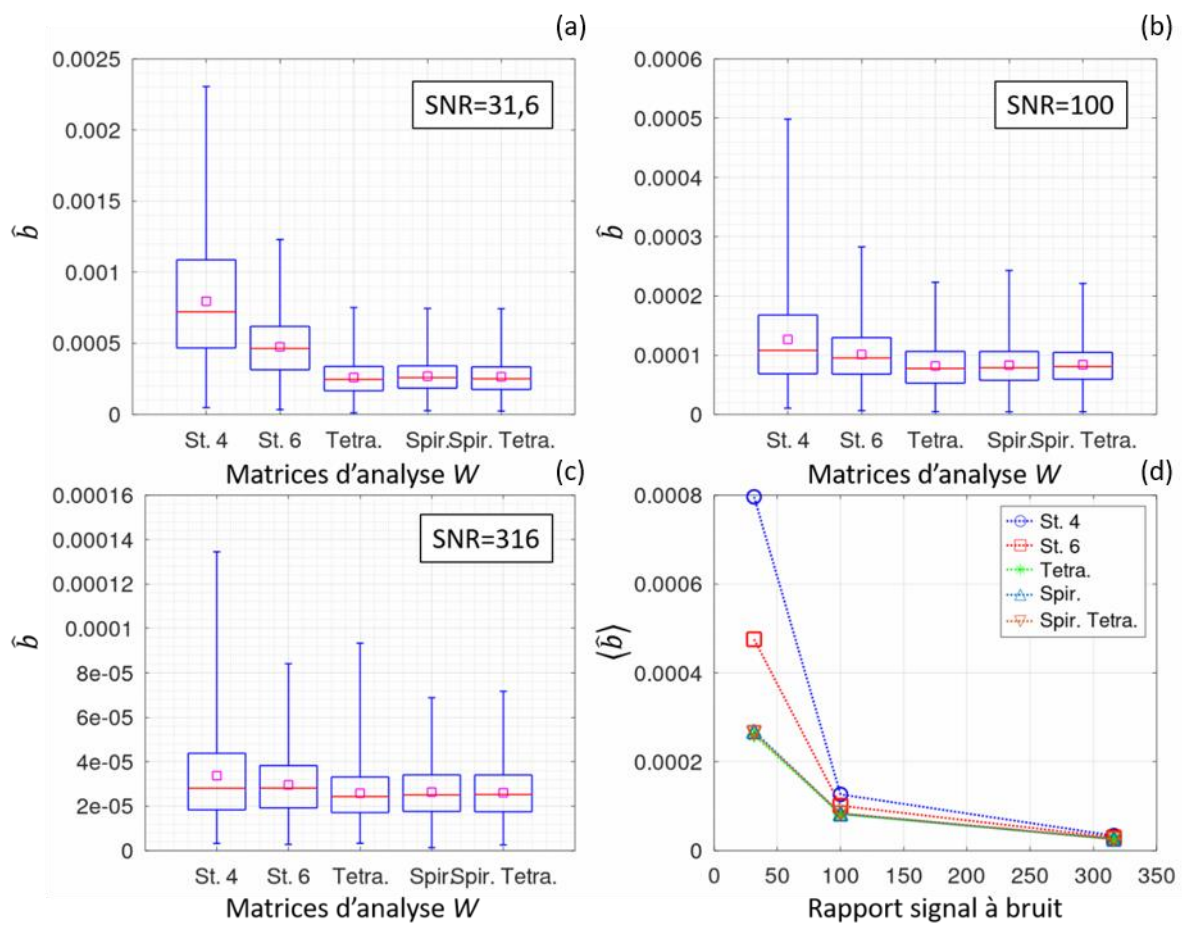 (a)
0.0025
0.002
0.0015
0.001
0.0005
0
b̂
SNR=31,6
St. 4 St. 6 Tetra. Spir. Spir. Tetra.
Matrices d'analyse W
(b)
0.0006
0.0005
0.0004
0.0003
0.0002
0.0001
0
b̂
SNR=100
St. 4 St. 6 Tetra. Spir. Spir. Tetra.
Matrices d'analyse W
(c)
0.00016
0.00014
0.00012
0.0001
8e-05
6e-05
4e-05
2e-05
0
b̂
SNR=316
St. 4 St. 6 Tetra. Spir. Spir. Tetra.
Matrices d'analyse W
(d)
0.0008
0.0006
0.0004
0.0002
0
⟨b̂⟩
St. 4
St. 6
Tetra.
Spir.
Spir. Tetra.
0 50 100 150 200 250 300 350
Rapport signal à bruit